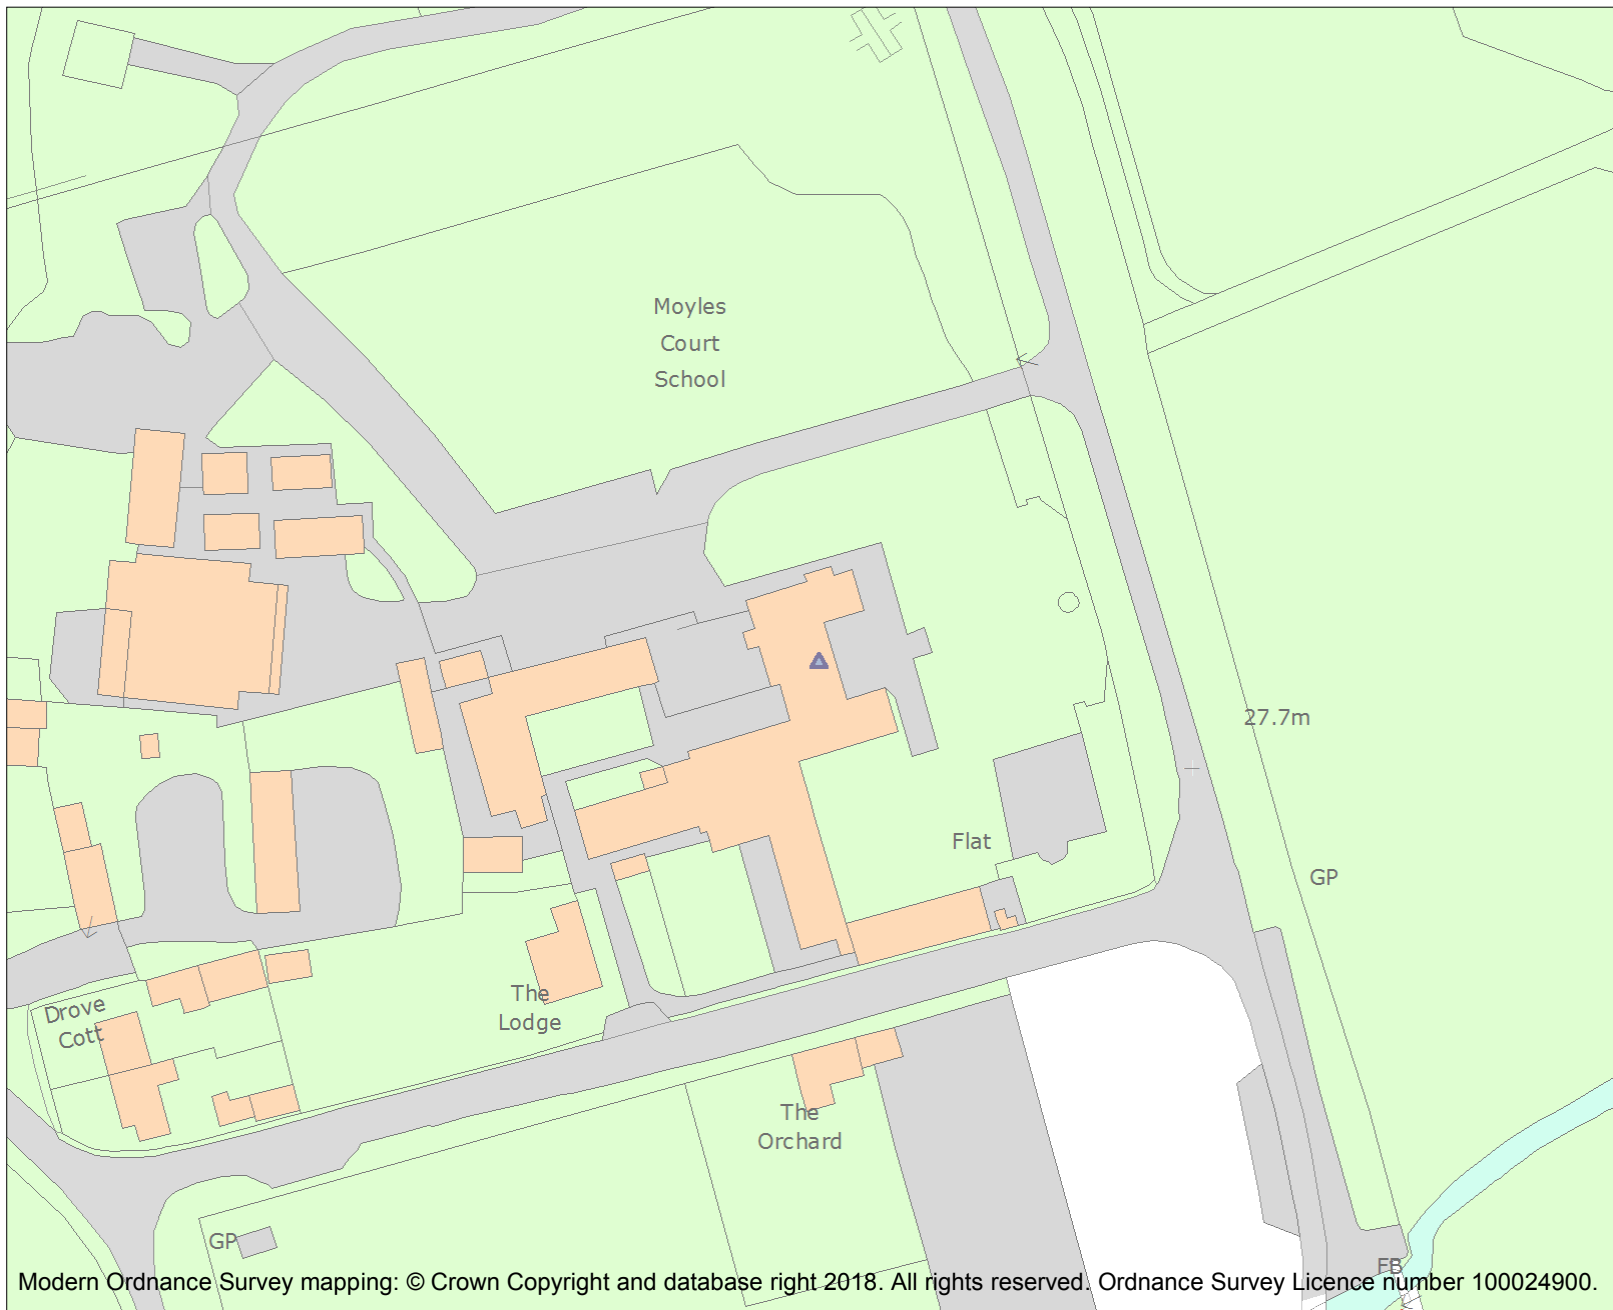 Moyles
Court
School
27.7m
Flat
GP
The
Lodge
Drove
Cott
The
Orchard
GP
FB
Modern Ordnance Survey mapping: © Crown Copyright and database right 2018. All rights reserved. Ordnance Survey Licence number 100024900.